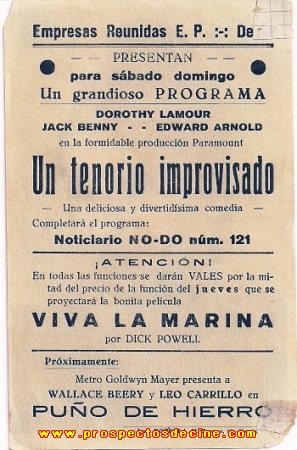 Empresas Reunidas E. P. :-: De
— — PRESENTAN — —
para sábado domingo
Un grandioso PROGRAMA
DOROTHY LAMOUR
JACK BENNY - - EDWARD ARNOLD
en la formidable producción Paramount
Un tenorio improvisado
— Una deliciosa y divertidísima comedia —
Completará el programa:
Noticiario NO-DO núm. 121
¡ATENCIÓN!
En todas las funciones se darán VALES por la mi-
tad del precio de la función del jueves que se
proyectará la bonita película
VIVA LA MARINA
por DICK POWELL
Próximamente:
Metro Goldwyn Mayer presenta a
WALLACE BEERY y LEO CARRILLO en
PUÑO DE HIERRO
www.prospectosdecine.com